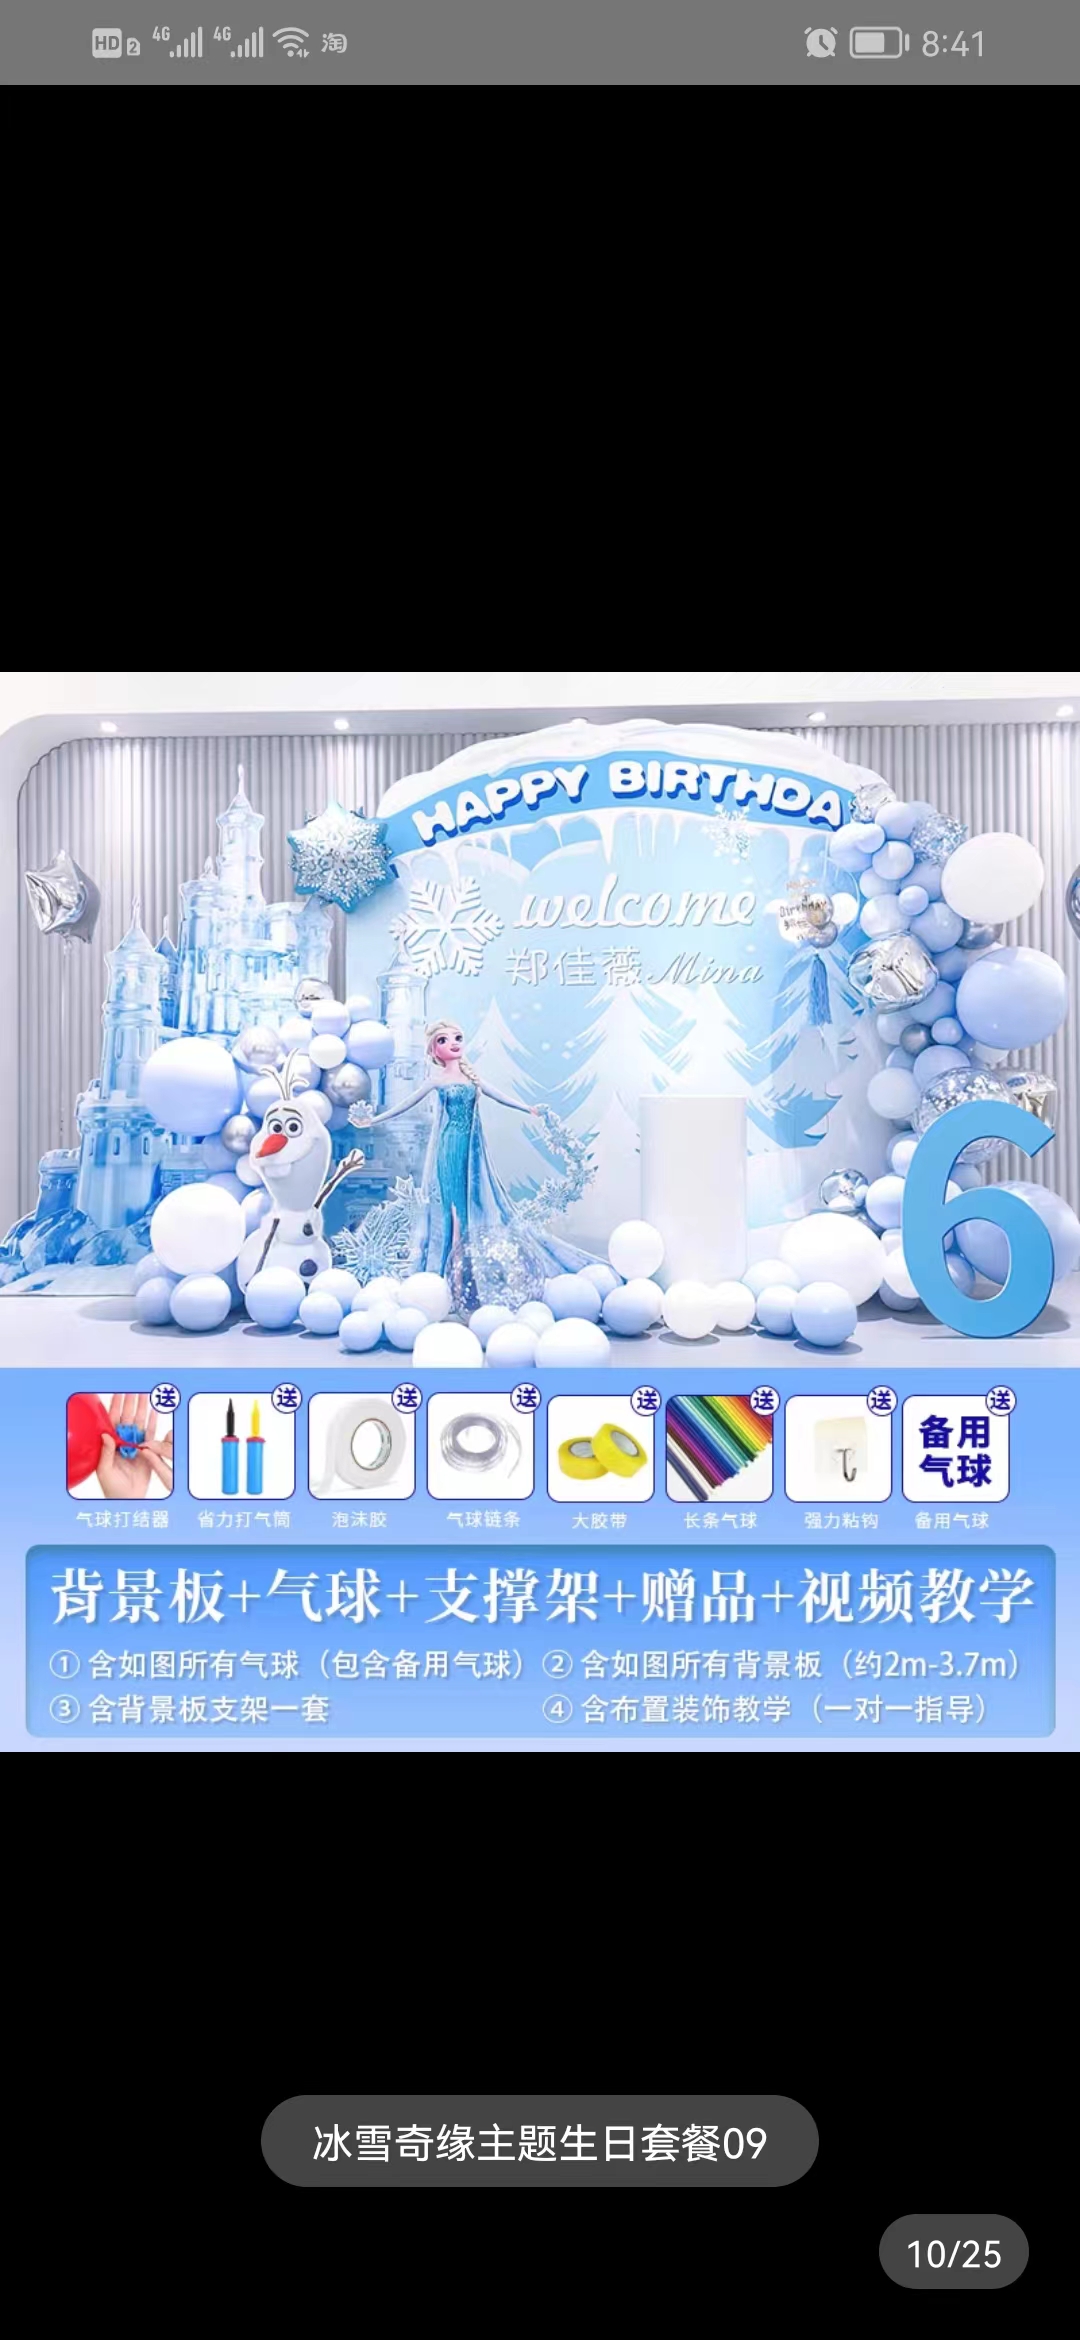 HD 2 4G 4G 淘 8:41
HAPPY BIRTHDA
welcome
郑佳薇 Mina
Birthday
6
送 送 送 送 送 送 送 送
备用
气球
气球打结器 省力打气筒 泡沫胶 气球链条 大胶带 长条气球 强力粘钩 备用气球
背景板+气球+支撑架+赠品+视频教学
① 含如图所有气球（包含备用气球） ② 含如图所有背景板（约2m-3.7m）
③ 含背景板支架一套 ④ 含布置装饰教学（一对一指导）
冰雪奇缘主题生日套餐09
10/25